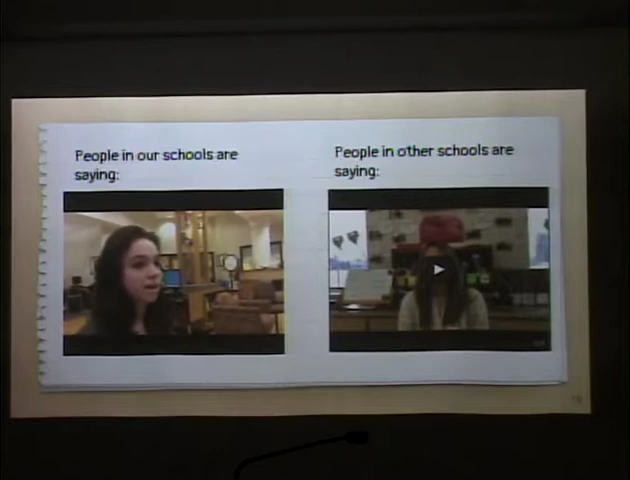 People in our schools are
saying:
People in other schools are
saying: